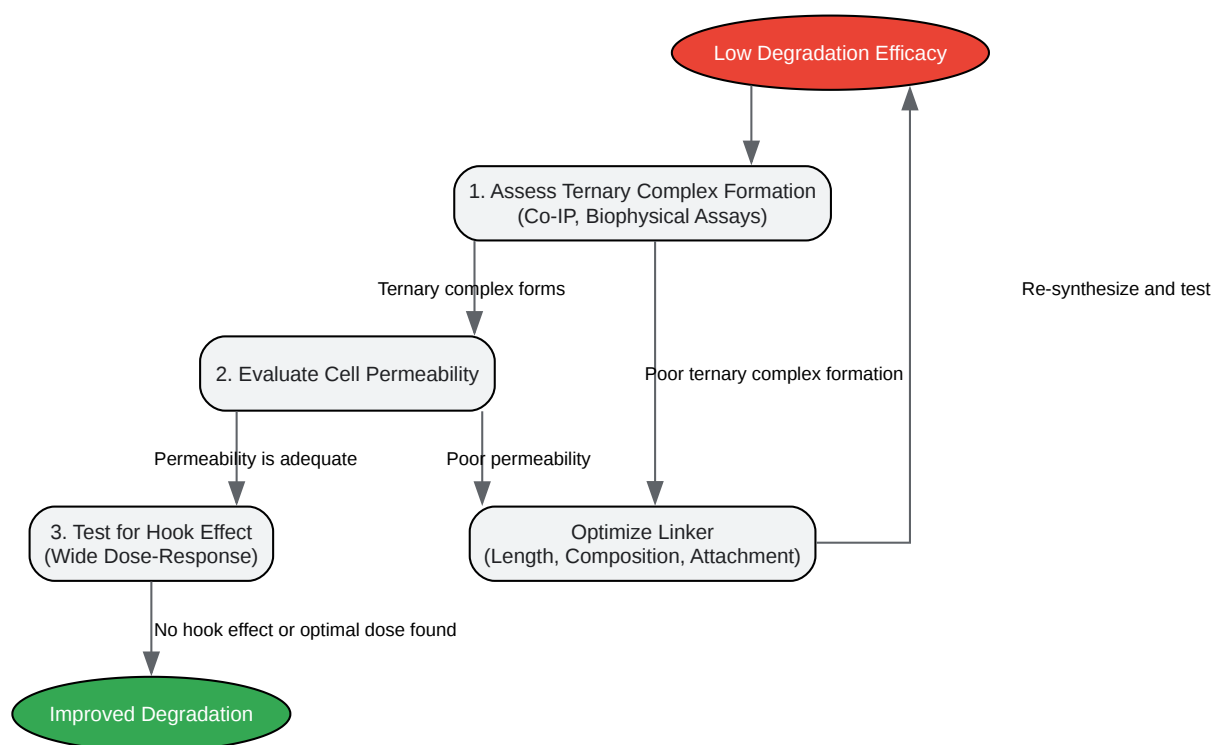 Low Degradation Efficacy
1. Assess Ternary Complex Formation
(Co-IP, Biophysical Assays)
Ternary complex forms
Re-synthesize and test
2. Evaluate Cell Permeability
Poor ternary complex formation
Permeability is adequate
Poor permeability
3. Test for Hook Effect
(Wide Dose-Response)
Optimize Linker
(Length, Composition, Attachment)
No hook effect or optimal dose found
Improved Degradation